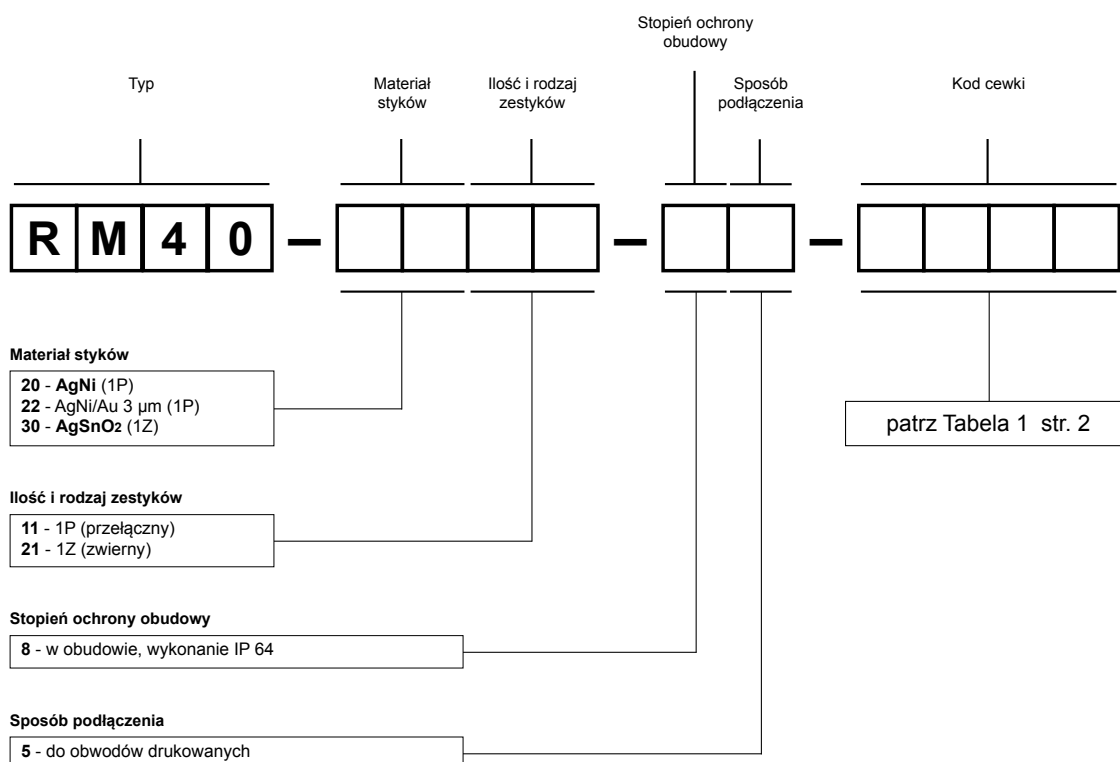 Stopień ochrony
obudowy
Typ
Materiał
styków
Ilość i rodzaj
zestyków
Sposób
podłączenia
Kod cewki
R M 4 0 – – –
Materiał styków
20 - AgNi (1P)
22 - AgNi/Au 3 µm (1P)
30 - AgSnO2 (1Z)
patrz Tabela 1 str. 2
Ilość i rodzaj zestyków
11 - 1P (przełączny)
21 - 1Z (zwierny)
Stopień ochrony obudowy
8 - w obudowie, wykonanie IP 64
Sposób podłączenia
5 - do obwodów drukowanych